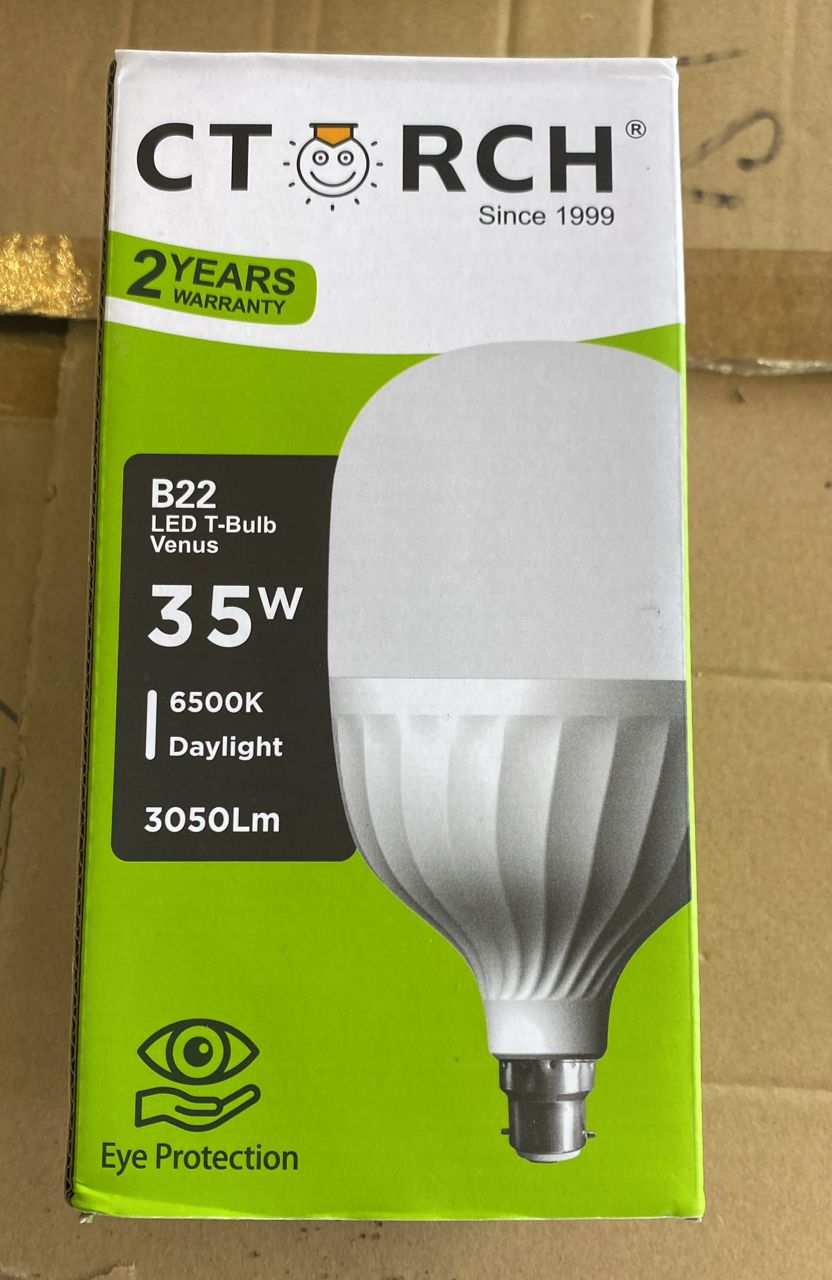 CTORCH®
Since 1999
2 YEARS
WARRANTY
B22
LED T-Bulb
Venus
35W
6500K
Daylight
3050Lm
Eye Protection